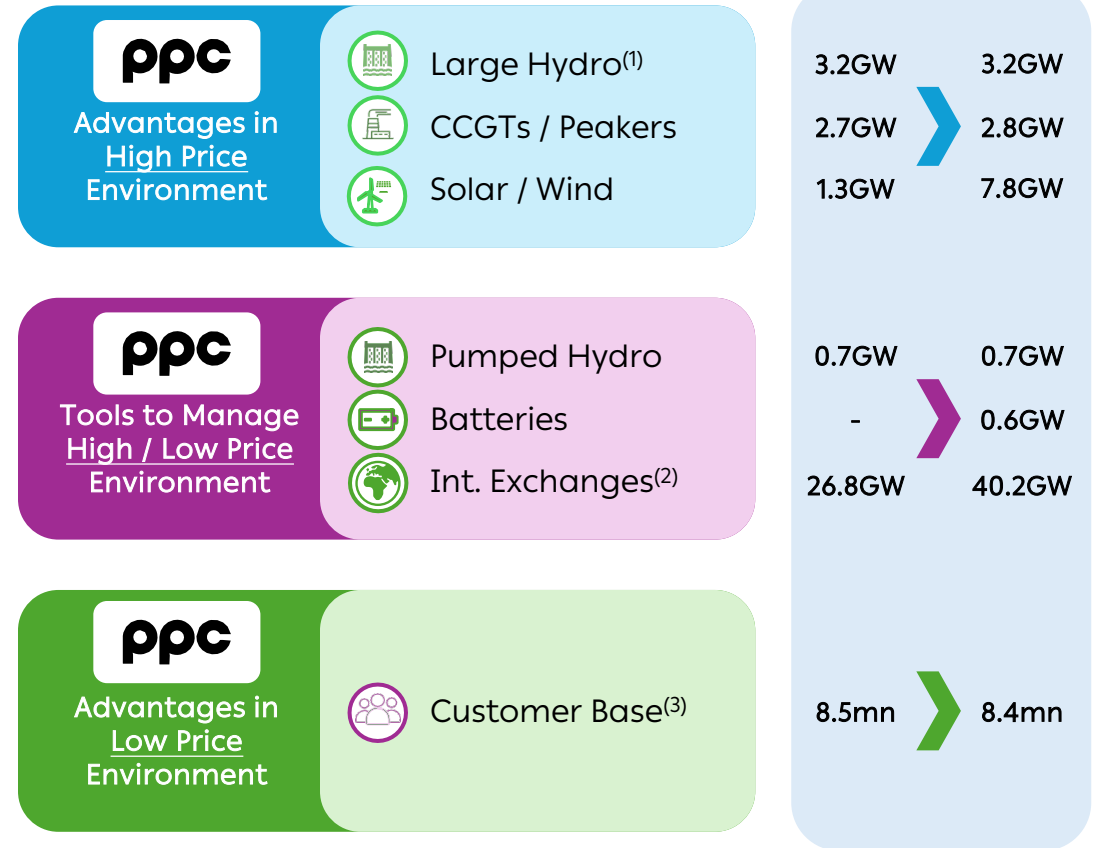 ppc
Advantages in
High Price
Environment
Large Hydro(1)
3.2GW 3.2GW
CCGTs / Peakers
2.7GW 2.8GW
Solar / Wind
1.3GW 7.8GW
ppc
Tools to Manage
High / Low Price
Environment
Pumped Hydro
0.7GW 0.7GW
Batteries
- 0.6GW
Int. Exchanges(2)
26.8GW 40.2GW
ppc
Advantages in
Low Price
Environment
Customer Base(3)
8.5mn 8.4mn